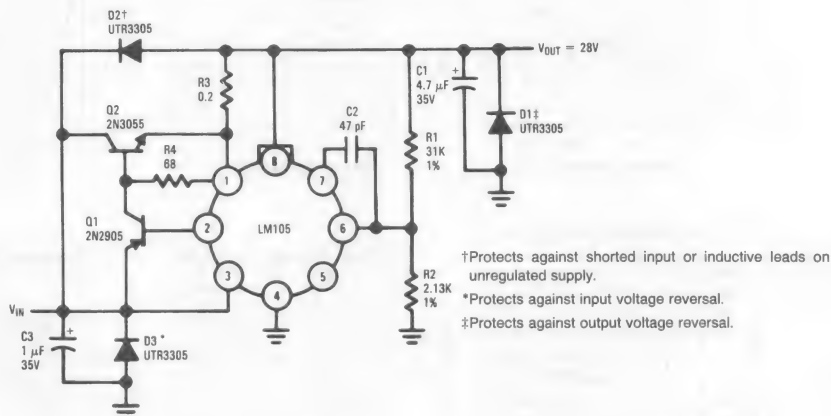 D2†
UTR3305
VOUT = 28V
R3
0.2
C1
4.7 µF
35V
+
D1‡
UTR3305
Q2
2N3055
C2
47 pF
R1
31K
1%
R4
68
8
1
7
Q1
2N2905
2
LM105
6
3
5
4
R2
2.13K
1%
†Protects against shorted input or inductive leads on
unregulated supply.
*Protects against input voltage reversal.
‡Protects against output voltage reversal.
VIN
C3
1 µF
35V
+
D3*
UTR3305